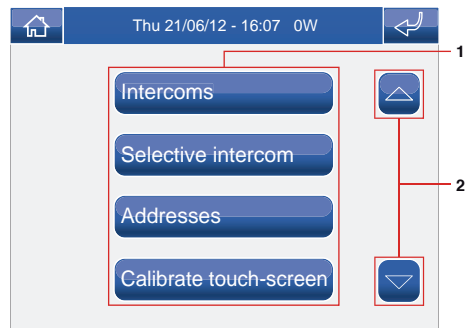 Thu 21/06/12 - 16:07 0W
1
Intercoms
Selective intercom
2
Addresses
Calibrate touch-screen